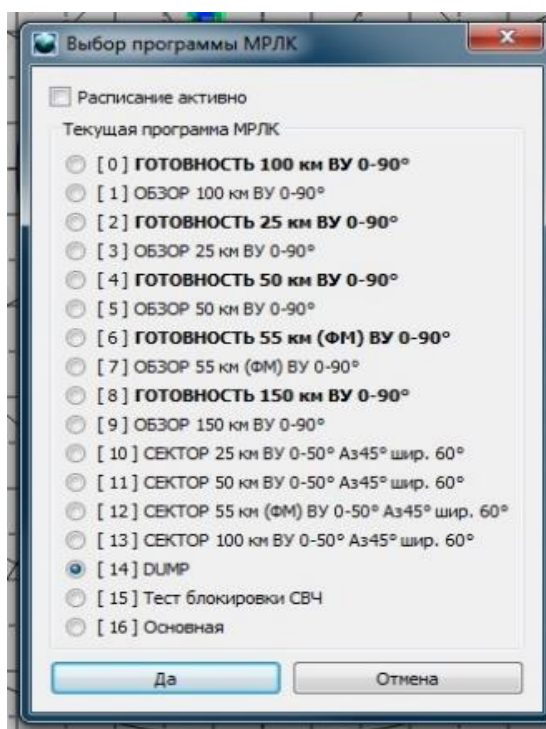 Выбор программы МРЛК
Расписание активно
Текущая программа МРЛК
[ 0 ] ГОТОВНОСТЬ 100 км ВУ 0-90°
[ 1 ] ОБЗОР 100 км ВУ 0-90°
[ 2 ] ГОТОВНОСТЬ 25 км ВУ 0-90°
[ 3 ] ОБЗОР 25 км ВУ 0-90°
[ 4 ] ГОТОВНОСТЬ 50 км ВУ 0-90°
[ 5 ] ОБЗОР 50 км ВУ 0-90°
[ 6 ] ГОТОВНОСТЬ 55 км (ФМ) ВУ 0-90°
[ 7 ] ОБЗОР 55 км (ФМ) ВУ 0-90°
[ 8 ] ГОТОВНОСТЬ 150 км ВУ 0-90°
[ 9 ] ОБЗОР 150 км ВУ 0-90°
[ 10 ] СЕКТОР 25 км ВУ 0-50° Аз45° шир. 60°
[ 11 ] СЕКТОР 50 км ВУ 0-50° Аз45° шир. 60°
[ 12 ] СЕКТОР 55 км (ФМ) ВУ 0-50° Аз45° шир. 60°
[ 13 ] СЕКТОР 100 км ВУ 0-50° Аз45° шир. 60°
[ 14 ] DUMP
[ 15 ] Тест блокировки СВЧ
[ 16 ] Основная
Да Отмена